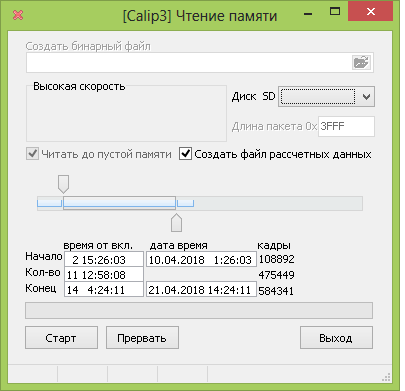 [Calip3] Чтение памяти
Создать бинарный файл
Высокая скорость
Диск SD
Длина пакета 0x 3FFF
Читать до пустой памяти
Создать файл рассчетных данных
время от вкл. дата время кадры
Начало 2 15:26:03 10.04.2018 1:26:03 108892
Кол-во 11 12:58:08 475449
Конец 14 4:24:11 21.04.2018 14:24:11 584341
Старт Прервать Выход